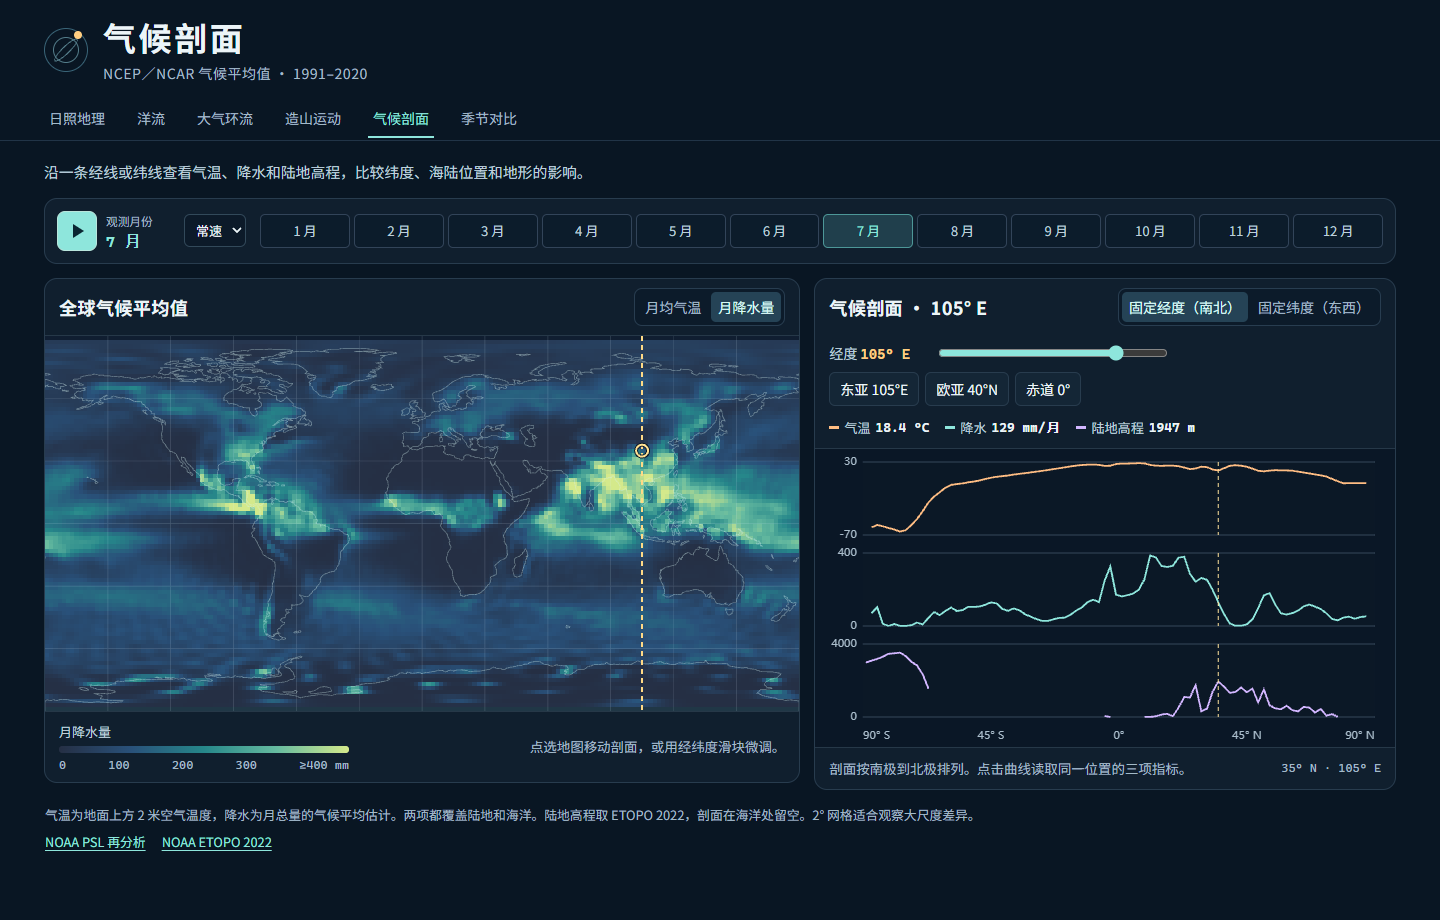 气候剖面
NCEP／NCAR 气候平均值 • 1991–2020
日照地理 洋流 大气环流 造山运动 气候剖面 季节对比
沿一条经线或纬线查看气温、降水和陆地高程，比较纬度、海陆位置和地形的影响。
观测月份
7 月
常速
1 月 2 月 3 月 4 月 5 月 6 月 7 月 8 月 9 月 10 月 11 月 12 月
全球气候平均值
月均气温 月降水量
月降水量
0 100 200 300 ≥400 mm
点选地图移动剖面，或用经纬度滑块微调。
气候剖面 • 105° E
固定经度（南北） 固定纬度（东西）
经度 105° E
东亚 105°E 欧亚 40°N 赤道 0°
气温 18.4 °C 降水 129 mm/月 陆地高程 1947 m
30
-70
400
0
4000
0
90° S 45° S 0° 45° N 90° N
剖面按南极到北极排列。点击曲线读取同一位置的三项指标。
35° N · 105° E
气温为地面上方 2 米空气温度，降水为月总量的气候平均估计。两项都覆盖陆地和海洋。陆地高程取 ETOPO 2022，剖面在海洋处留空。2° 网格适合观察大尺度差异。
NOAA PSL 再分析 NOAA ETOPO 2022